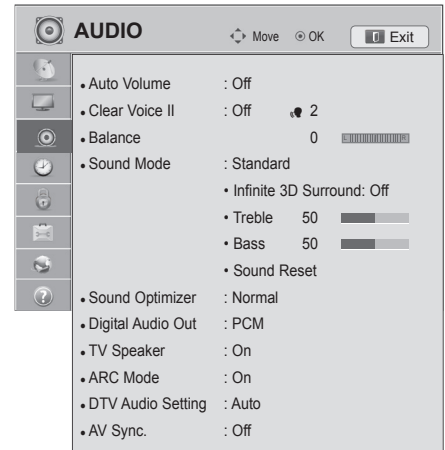 AUDIO Move OK Exit
• Auto Volume : Off
• Clear Voice II : Off 2
• Balance 0 L R
• Sound Mode : Standard
• Infinite 3D Surround: Off
• Treble 50
• Bass 50
• Sound Reset
• Sound Optimizer : Normal
• Digital Audio Out : PCM
• TV Speaker : On
• ARC Mode : On
• DTV Audio Setting : Auto
• AV Sync. : Off